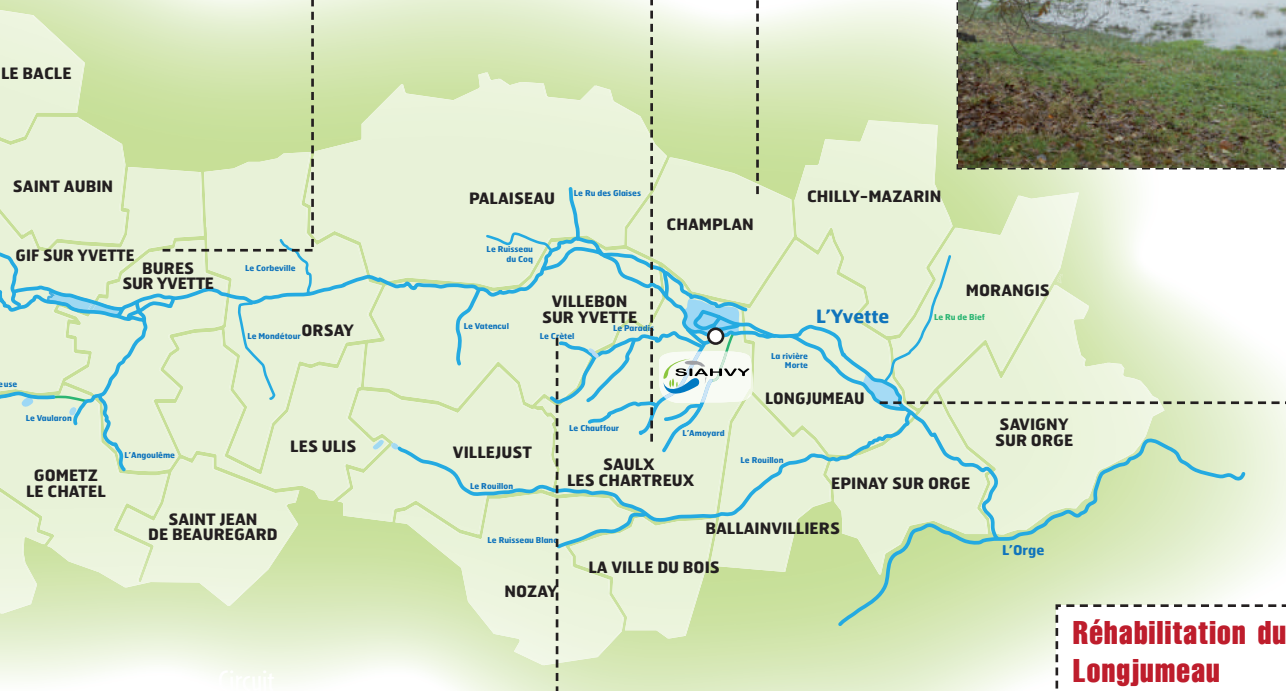 LE BACLE
SAINT AUBIN
PALAISEAU
Le Ru des Glaises
CHILLY-MAZARIN
CHAMPLAN
Le Ruisseau
du Coq
GIF SUR YVETTE
BURES
SUR YVETTE
Le Corbeville
MORANGIS
VILLEBON
SUR YVETTE
L'Yvette
Le Ru de Bief
Le Mondétour
ORSAY
Le Vatencul
Le Crètel
Le Paradis
La rivière
Morte
SIAHVY
euse
LONGJUMEAU
Le Vaularon
Le Chauffour
L'Amoyard
SAVIGNY
SUR ORGE
L'Angoulême
LES ULIS
VILLEJUST
Le Rouillon
SAULX
LES CHARTREUX
GOMETZ
LE CHATEL
Le Rouillon
EPINAY SUR ORGE
SAINT JEAN
DE BEAUREGARD
BALLAINVILLIERS
Le Ruisseau Blanc
L'Orge
LA VILLE DU BOIS
NOZAY
Réhabilitation du
Longjumeau
Circuit